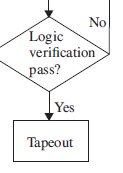 No
Logic
verification
pass?
Yes
Tapeout